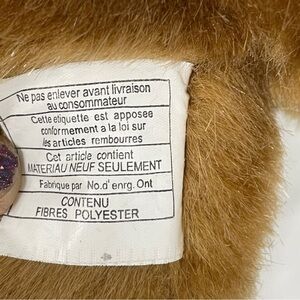 Ne pas enlever avant livraison
au consommateur
Cette etiquette est apposee
conformement a la loi sur
les articles rembourres
Cet article contient
MATERIAU NEUF SEULEMENT
Fabrique par No.d'enrg.Ont
CONTENU
FIBRES POLYESTER